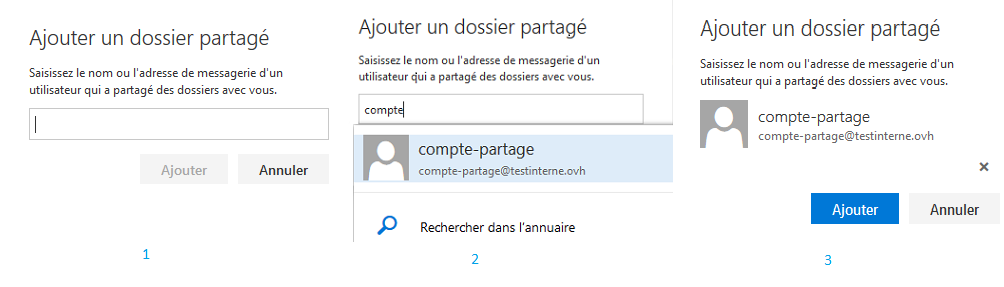 Ajouter un dossier partagé
Saisissez le nom ou l'adresse de messagerie d'un
utilisateur qui a partagé des dossiers avec vous.
Ajouter
Annuler
1
Ajouter un dossier partagé
Saisissez le nom ou l'adresse de messagerie d'un
utilisateur qui a partagé des dossiers avec vous.
compte
compte-partage
compte-partage@testinterne.ovh
Rechercher dans l'annuaire
2
Ajouter un dossier partagé
Saisissez le nom ou l'adresse de messagerie d'un
utilisateur qui a partagé des dossiers avec vous.
compte-partage
compte-partage@testinterne.ovh
Ajouter
Annuler
3